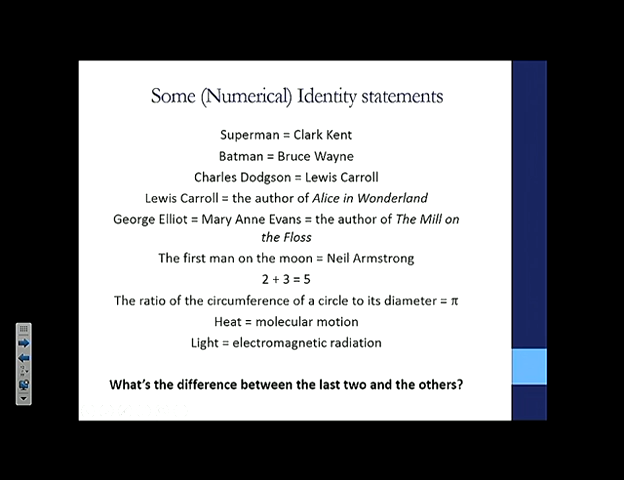 Some (Numerical) Identity statements
Superman = Clark Kent
Batman = Bruce Wayne
Charles Dodgson = Lewis Carroll
Lewis Carroll = the author of Alice in Wonderland
George Elliot = Mary Anne Evans = the author of The Mill on
the Floss
The first man on the moon = Neil Armstrong
2 + 3 = 5
The ratio of the circumference of a circle to its diameter = π
Heat = molecular motion
Light = electromagnetic radiation
What's the difference between the last two and the others?